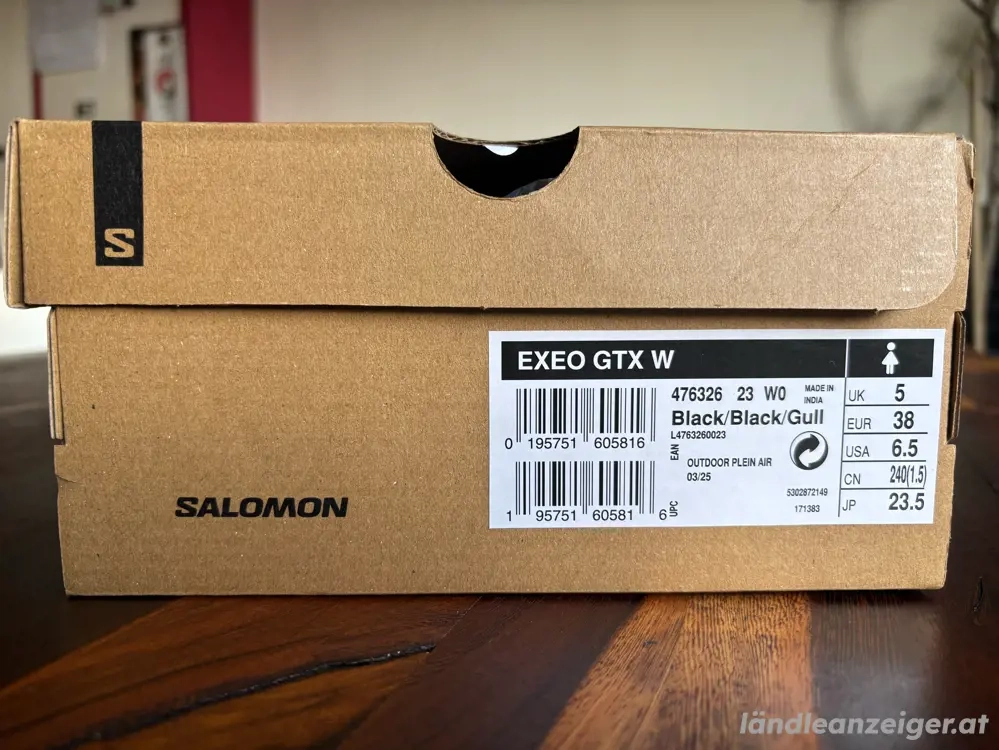 S
EXEO GTX W
476326 23 W0 MADE IN INDIA
Black/Black/Gull
L4763260023
0 195751 605816
EAN
OUTDOOR PLEIN AIR
03/25
5302872149
171383
1 95751 60581 6
UPC
UK 5
EUR 38
USA 6.5
CN 240(1.5)
JP 23.5
SALOMON
ländleanzeiger.at